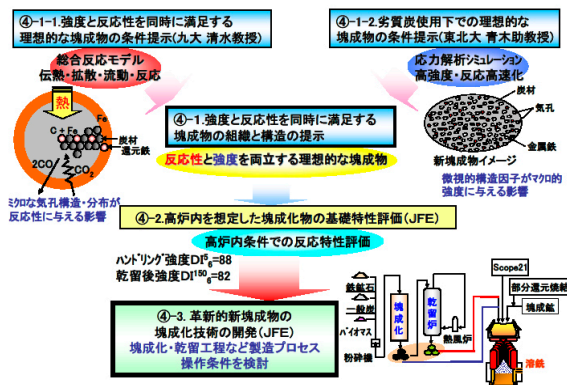 ④-1-1.強度と反応性を同時に満足する
理想的な塊成物の条件提示(九大 清水教授)
④-1-2.劣質炭使用下での理想的な
塊成物の条件提示(東北大 青木助教授)
総合反応モデル
伝熱・拡散・流動・反応
応力解析シミュレーション
高強度・反応高速化
熱
Fe
C + Fe
炭材
還元鉄
2CO
CO2
ミクロな気孔構造・分布が
反応性に与える影響
④-1.強度と反応性を同時に満足する
塊成物の組織と構造の提示
反応性と強度を両立する理想的な塊成物
炭材
気孔
金属鉄
新塊成物イメージ
微視的構造因子がマクロ的
強度に与える影響
④-2.高炉内を想定した塊成化物の基礎特性評価(JFE)
高炉内条件での反応特性評価
ハンドリング強度DI⁵₆=88
乾留後強度DI¹⁵⁰₆=82
④-3. 革新的新塊成物の
塊成化技術の開発(JFE)
塊成化・乾留工程など製造プロセス
操作条件を検討
鉄鉱石
一般炭
バイオマス
粉砕機
塊成化
乾留炉
熱風炉
Scope21
部分還元焼結
塊成鉱
溶銑